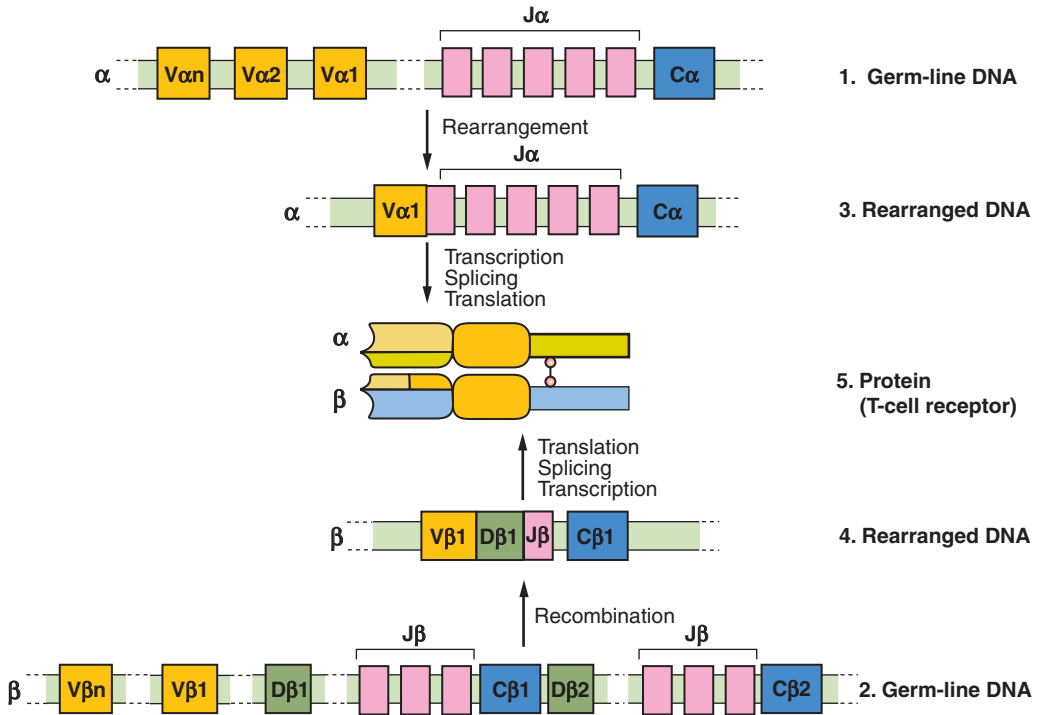 Jα
α Vαn Vα2 Vα1 Cα 1. Germ-line DNA
Rearrangement
Jα
α Vα1 Cα 3. Rearranged DNA
Transcription
Splicing
Translation
α
β
5. Protein
(T-cell receptor)
Translation
Splicing
Transcription
β Vβ1 Dβ1 Jβ Cβ1 4. Rearranged DNA
Recombination
Jβ Jβ
β Vβn Vβ1 Dβ1 Cβ1 Dβ2 Cβ2 2. Germ-line DNA